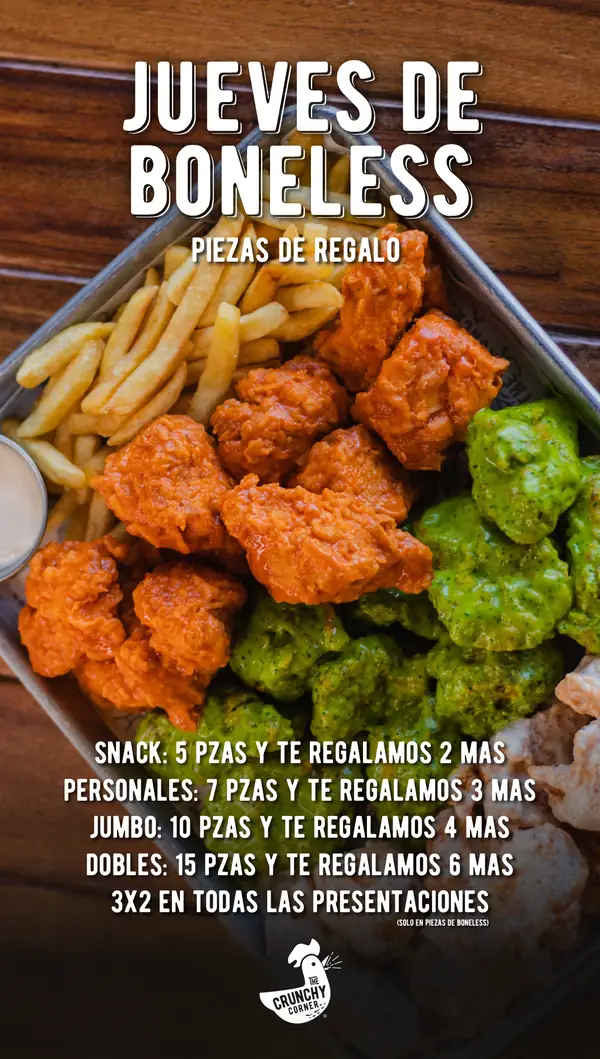 JUEVES DE
BONELESS
PIEZAS DE REGALO
SNACK: 5 PZAS Y TE REGALAMOS 2 MAS
PERSONALES: 7 PZAS Y TE REGALAMOS 3 MAS
JUMBO: 10 PZAS Y TE REGALAMOS 4 MAS
DOBLES: 15 PZAS Y TE REGALAMOS 6 MAS
3X2 EN TODAS LAS PRESENTACIONES
(SOLO EN PIEZAS DE BONELESS)
THE
CRUNCHY
CORNER